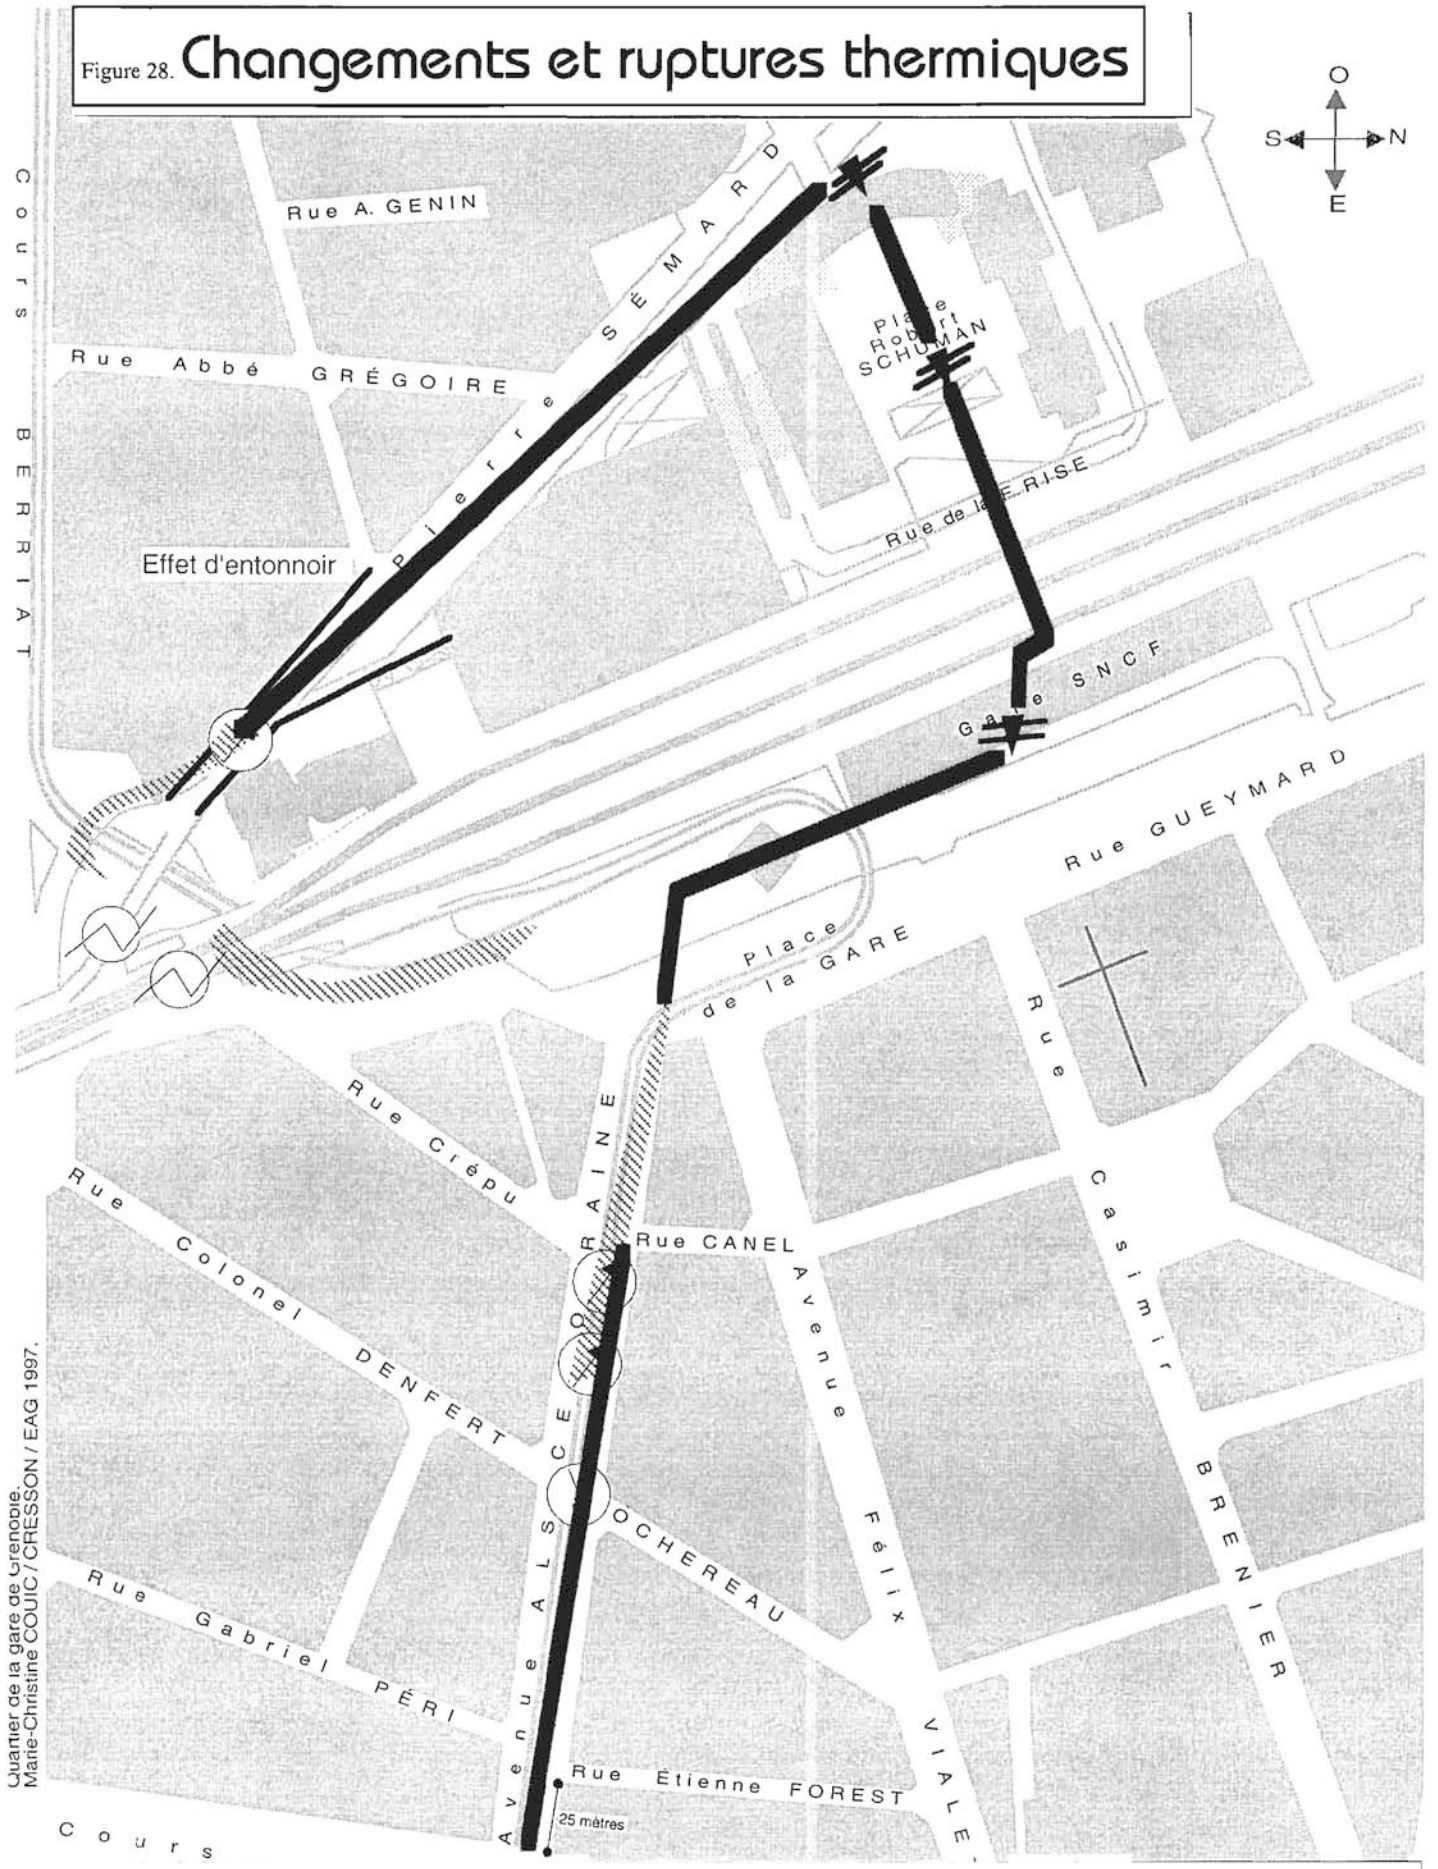 Figure 28. Changements et ruptures thermiques
O
S N
E
Cours BERRIAT
Rue A. GENIN
Pierre SÉMARD
Rue Abbé GRÉGOIRE
Place
Robert
SCHUMAN
Rue de la FRISE
Effet d'entonnoir
Gare SNCF
Rue GUEYMARD
Place
de la GARE
Rue Crépu
Rue CANEL
Rue Casimir BRENIER
Rue Colonel DENFERT
OCHEREAU
Avenue ALSACE LORRAINE
Avenue Félix VIALE
Rue Gabriel PÉRI
Rue Étienne FOREST
25 mètres
Cours
Quartier de la gare de Grenoble.
Marie-Christine COUIC / CRESSON / EAG 1997.